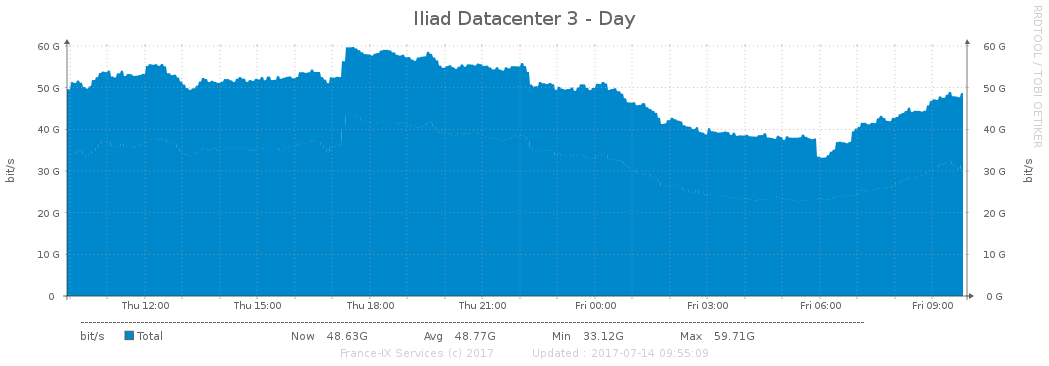 Iliad Datacenter 3 - Day
RRDTOOL / TOBI OETIKER
bit/s
60 G 60 G
50 G 50 G
40 G 40 G
30 G 30 G
20 G 20 G
10 G 10 G
0 0 G
bit/s
Thu 12:00 Thu 15:00 Thu 18:00 Thu 21:00 Fri 00:00 Fri 03:00 Fri 06:00 Fri 09:00
bit/s Total Now 48.63G Avg 48.77G Min 33.12G Max 59.71G
France-IX Services (c) 2017 Updated : 2017-07-14 09:55:09